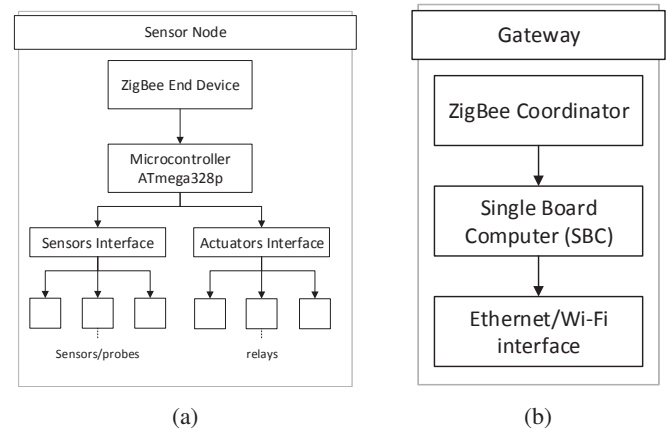 Sensor Node
ZigBee End Device
Microcontroller
ATmega328p
Sensors Interface
Actuators Interface
Sensors/probes
relays
(a)
Gateway
ZigBee Coordinator
Single Board
Computer (SBC)
Ethernet/Wi-Fi
interface
(b)